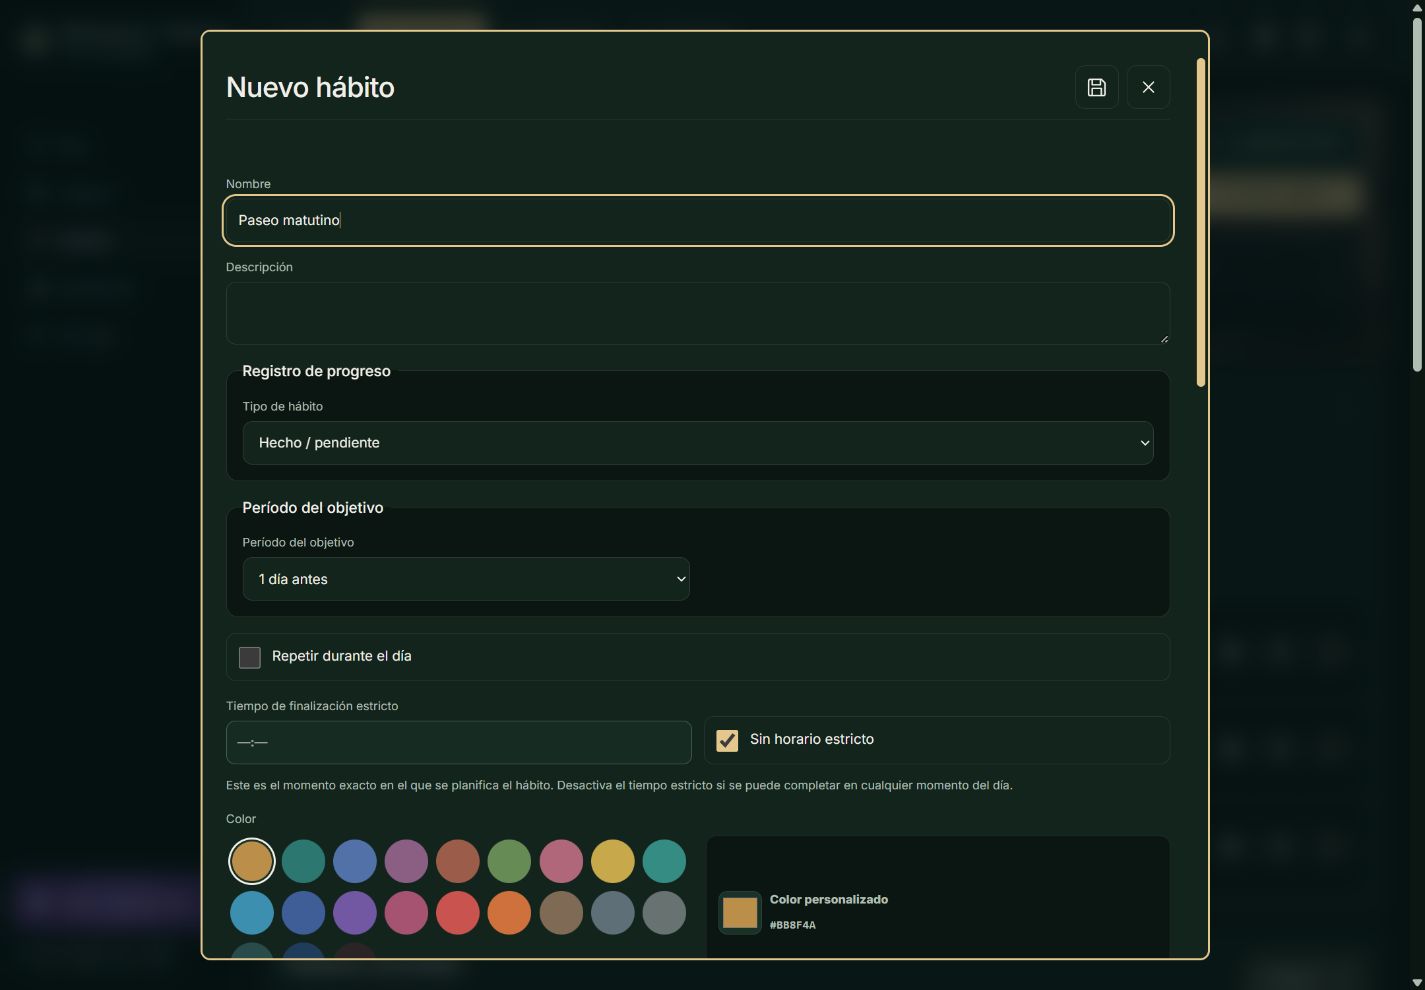 Nuevo hábito
Nombre
Paseo matutino
Descripción
Registro de progreso
Tipo de hábito
Hecho / pendiente
Período del objetivo
Período del objetivo
1 día antes
Repetir durante el día
Tiempo de finalización estricto
—:—
Sin horario estricto
Este es el momento exacto en el que se planifica el hábito. Desactiva el tiempo estricto si se puede completar en cualquier momento del día.
Color
Color personalizado
#BB8F4A